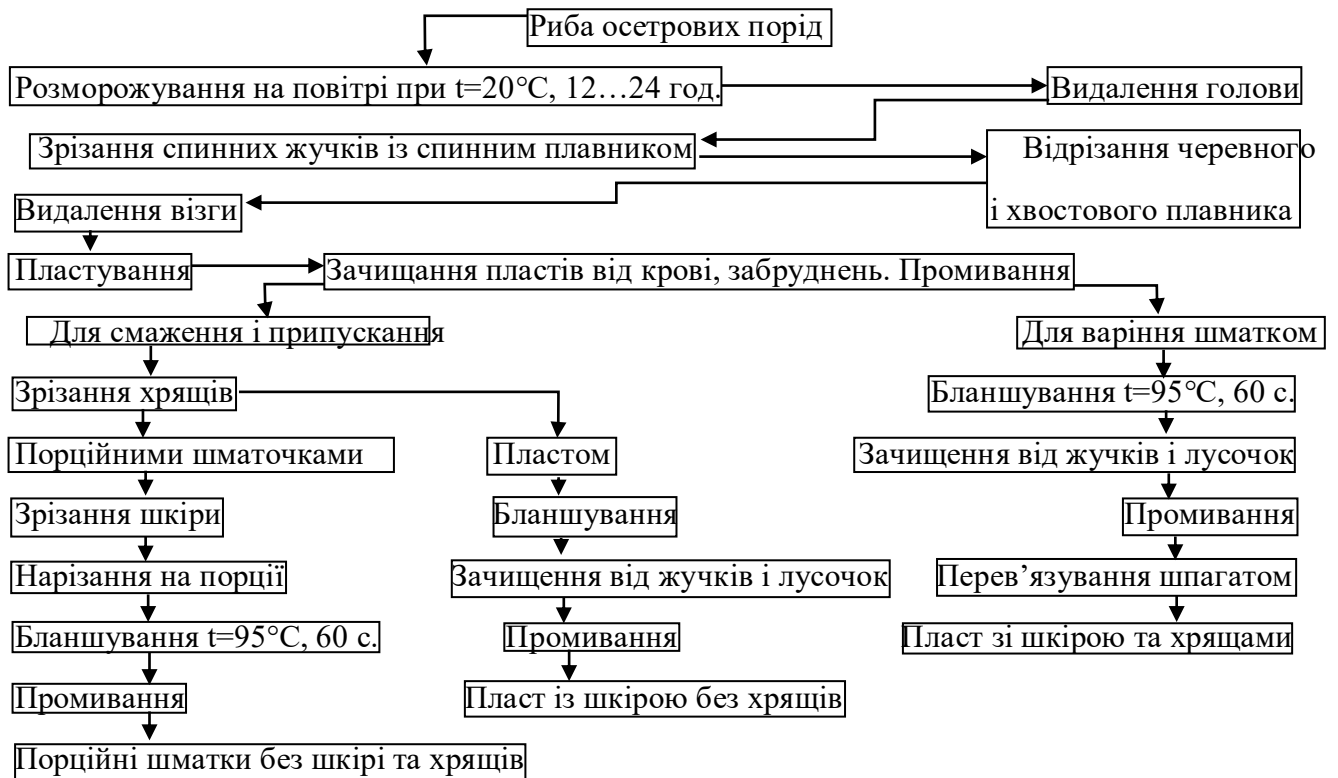 Риба осетрових порід
Розморожування на повітрі при t=20°С, 12…24 год.
Видалення голови
Зрізання спинних жучків із спинним плавником
Відрізання черевного
і хвостового плавника
Видалення візги
Пластування
Зачищання пластів від крові, забруднень. Промивання
Для смаження і припускання
Для варіння шматком
Зрізання хрящів
Бланшування t=95°С, 60 с.
Порційними шматочками
Пластом
Зачищення від жучків і лусочок
Зрізання шкіри
Бланшування
Промивання
Нарізання на порції
Зачищення від жучків і лусочок
Перев’язування шпагатом
Бланшування t=95°С, 60 с.
Промивання
Пласт зі шкірою та хрящами
Промивання
Пласт із шкірою без хрящів
Порційні шматки без шкірі та хрящів